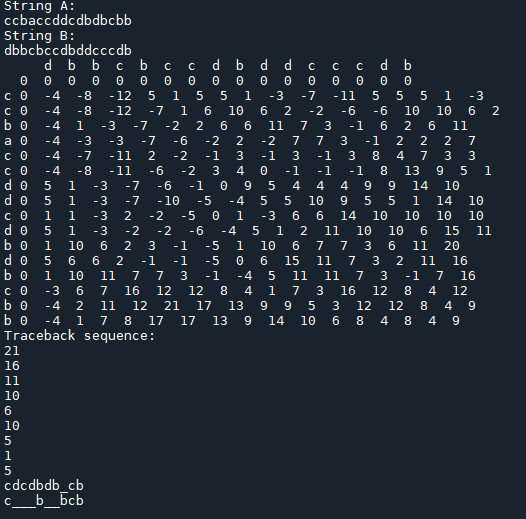 String A:
ccbaccddcdbdbcbb
String B:
dbbcbccdbddcccdb
d b b c b c c d b d d c c c d b
0 0 0 0 0 0 0 0 0 0 0 0 0 0 0 0 0
c 0 -4 -8 -12 5 1 5 5 1 -3 -7 -11 5 5 5 1 -3
c 0 -4 -8 -12 -7 1 6 10 6 2 -2 -6 -6 10 10 6 2
b 0 -4 1 -3 -7 -2 2 6 6 11 7 3 -1 6 2 6 11
a 0 -4 -3 -3 -7 -6 -2 2 -2 7 7 3 -1 2 2 2 7
c 0 -4 -7 -11 2 -2 -1 3 -1 3 -1 3 8 4 7 3 3
c 0 -4 -8 -11 -6 -2 3 4 0 -1 -1 -1 8 13 9 5 1
d 0 5 1 -3 -7 -6 -1 0 9 5 4 4 4 9 9 14 10
d 0 5 1 -3 -7 -10 -5 -4 5 5 10 9 5 5 1 14 10
c 0 1 1 -3 2 -2 -5 0 1 -3 6 6 14 10 10 10 10
d 0 5 1 -3 -2 -2 -6 -4 5 1 2 11 10 10 6 15 11
b 0 1 10 6 2 3 -1 -5 1 10 6 7 7 3 6 11 20
d 0 5 6 6 2 -1 -1 -5 0 6 15 11 7 3 2 11 16
b 0 1 10 11 7 7 3 -1 -4 5 11 11 7 3 -1 7 16
c 0 -3 6 7 16 12 12 8 4 1 7 3 16 12 8 4 12
b 0 -4 2 11 12 21 17 13 9 9 5 3 12 12 8 4 9
b 0 -4 1 7 8 17 17 13 9 14 10 6 8 4 8 4 9
Traceback sequence:
21
16
11
10
6
10
5
1
5
cdcdbdb_cb
c___b__bcb